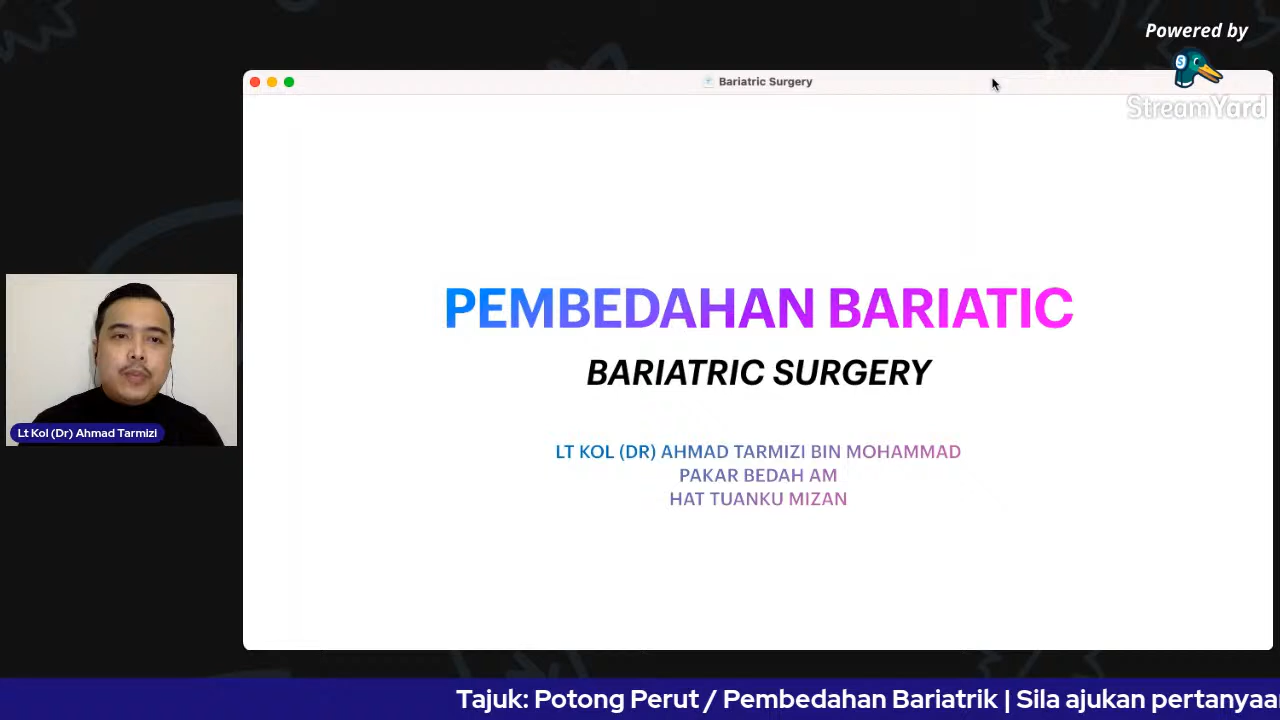 Powered by
StreamYard
Bariatric Surgery
PEMBEDAHAN BARIATIC
BARIATRIC SURGERY
LT KOL (DR) AHMAD TARMIZI BIN MOHAMMAD
PAKAR BEDAH AM
HAT TUANKU MIZAN
Lt Kol (Dr) Ahmad Tarmizi
Tajuk: Potong Perut / Pembedahan Bariatrik | Sila ajukan pertanyaa